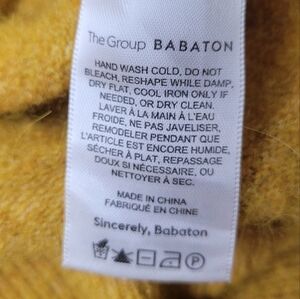 The Group BABATON
HAND WASH COLD, DO NOT
BLEACH, RESHAPE WHILE DAMP,
DRY FLAT, COOL IRON ONLY IF
NEEDED, OR DRY CLEAN.
LAVER À LA MAIN À L'EAU
FROIDE, NE PAS JAVELISER,
REMODELER PENDANT QUE
L'ARTICLE EST ENCORE HUMIDE,
SÉCHER À PLAT, REPASSAGE
DOUX SI NÉCESSAIRE, OU
NETTOYER À SEC.
MADE IN CHINA
FABRIQUÉ EN CHINE
Sincerely, Babaton
P